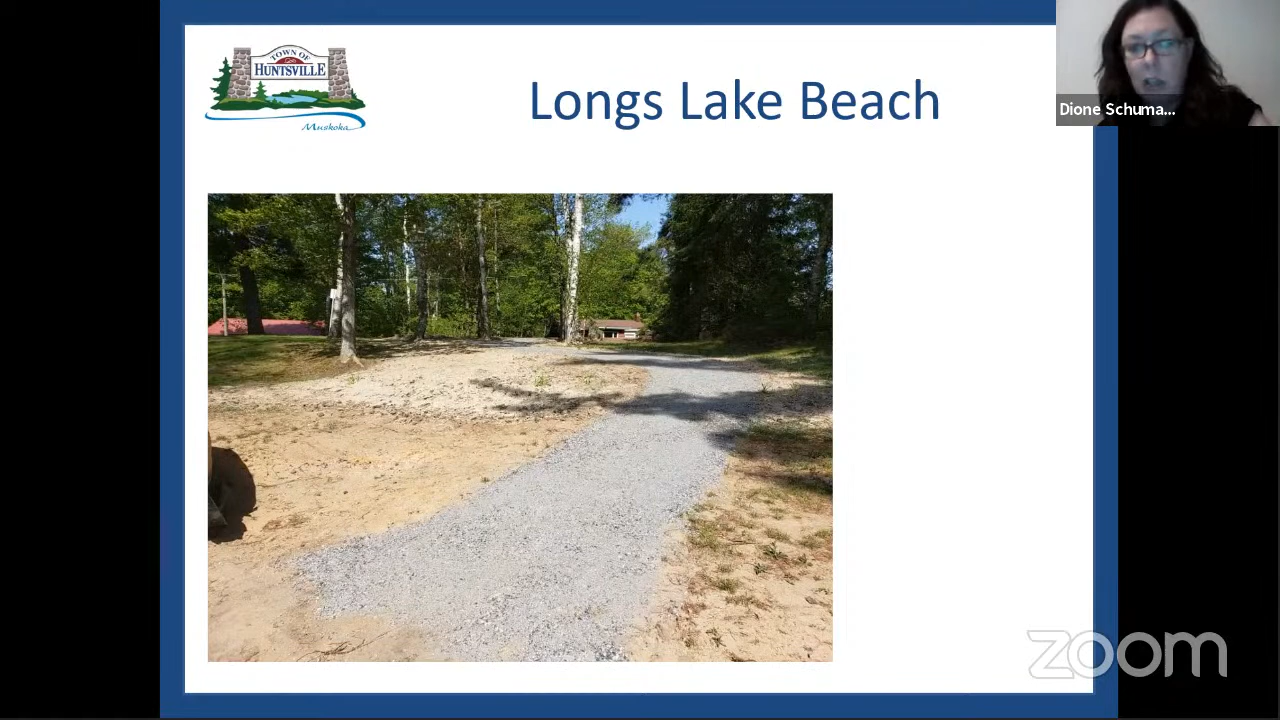 TOWN OF
HUNTSVILLE
Muskoka
Longs Lake Beach
Dione Schuma...
zoom